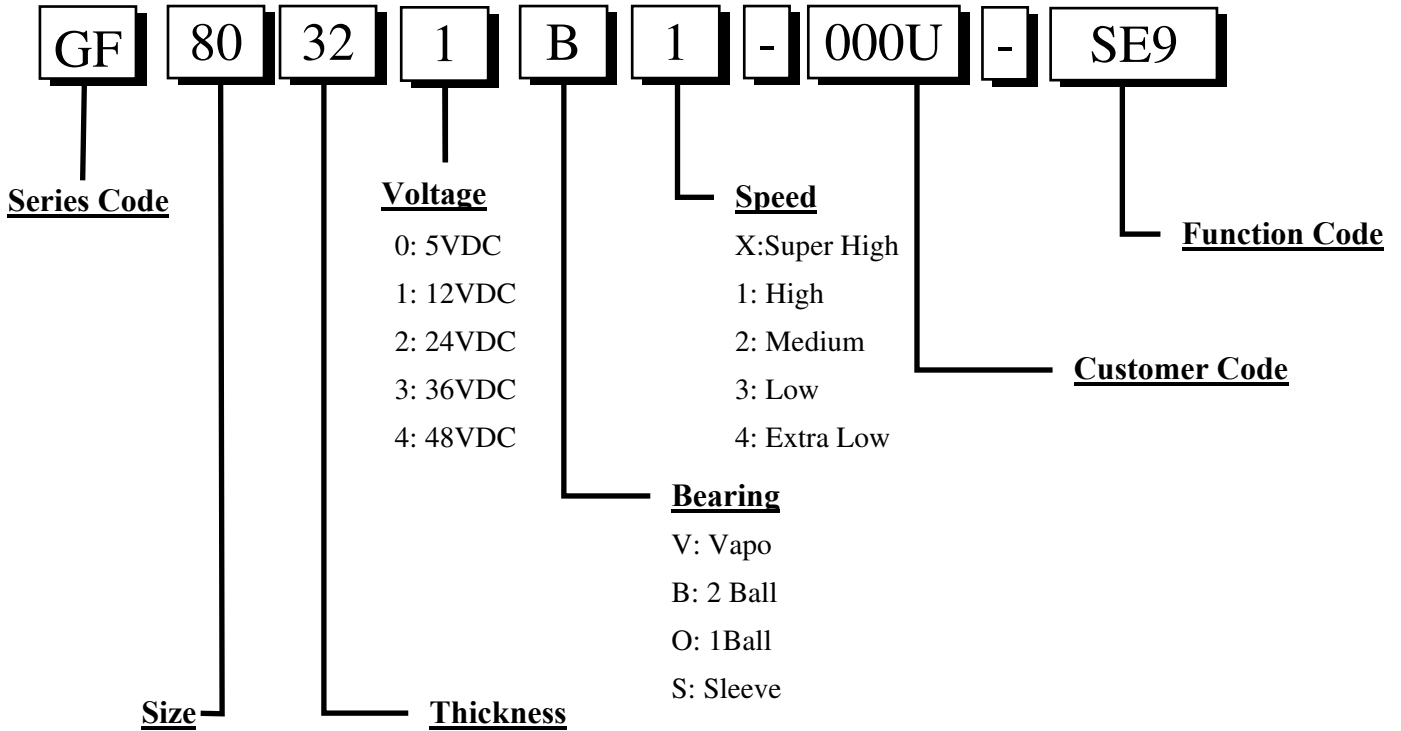 GF 80 32 1 B 1 - 000U - SE9
Series Code
Voltage
0: 5VDC
1: 12VDC
2: 24VDC
3: 36VDC
4: 48VDC
Speed
X:Super High
1: High
2: Medium
3: Low
4: Extra Low
Function Code
Customer Code
Bearing
V: Vapo
B: 2 Ball
O: 1Ball
S: Sleeve
Size
Thickness